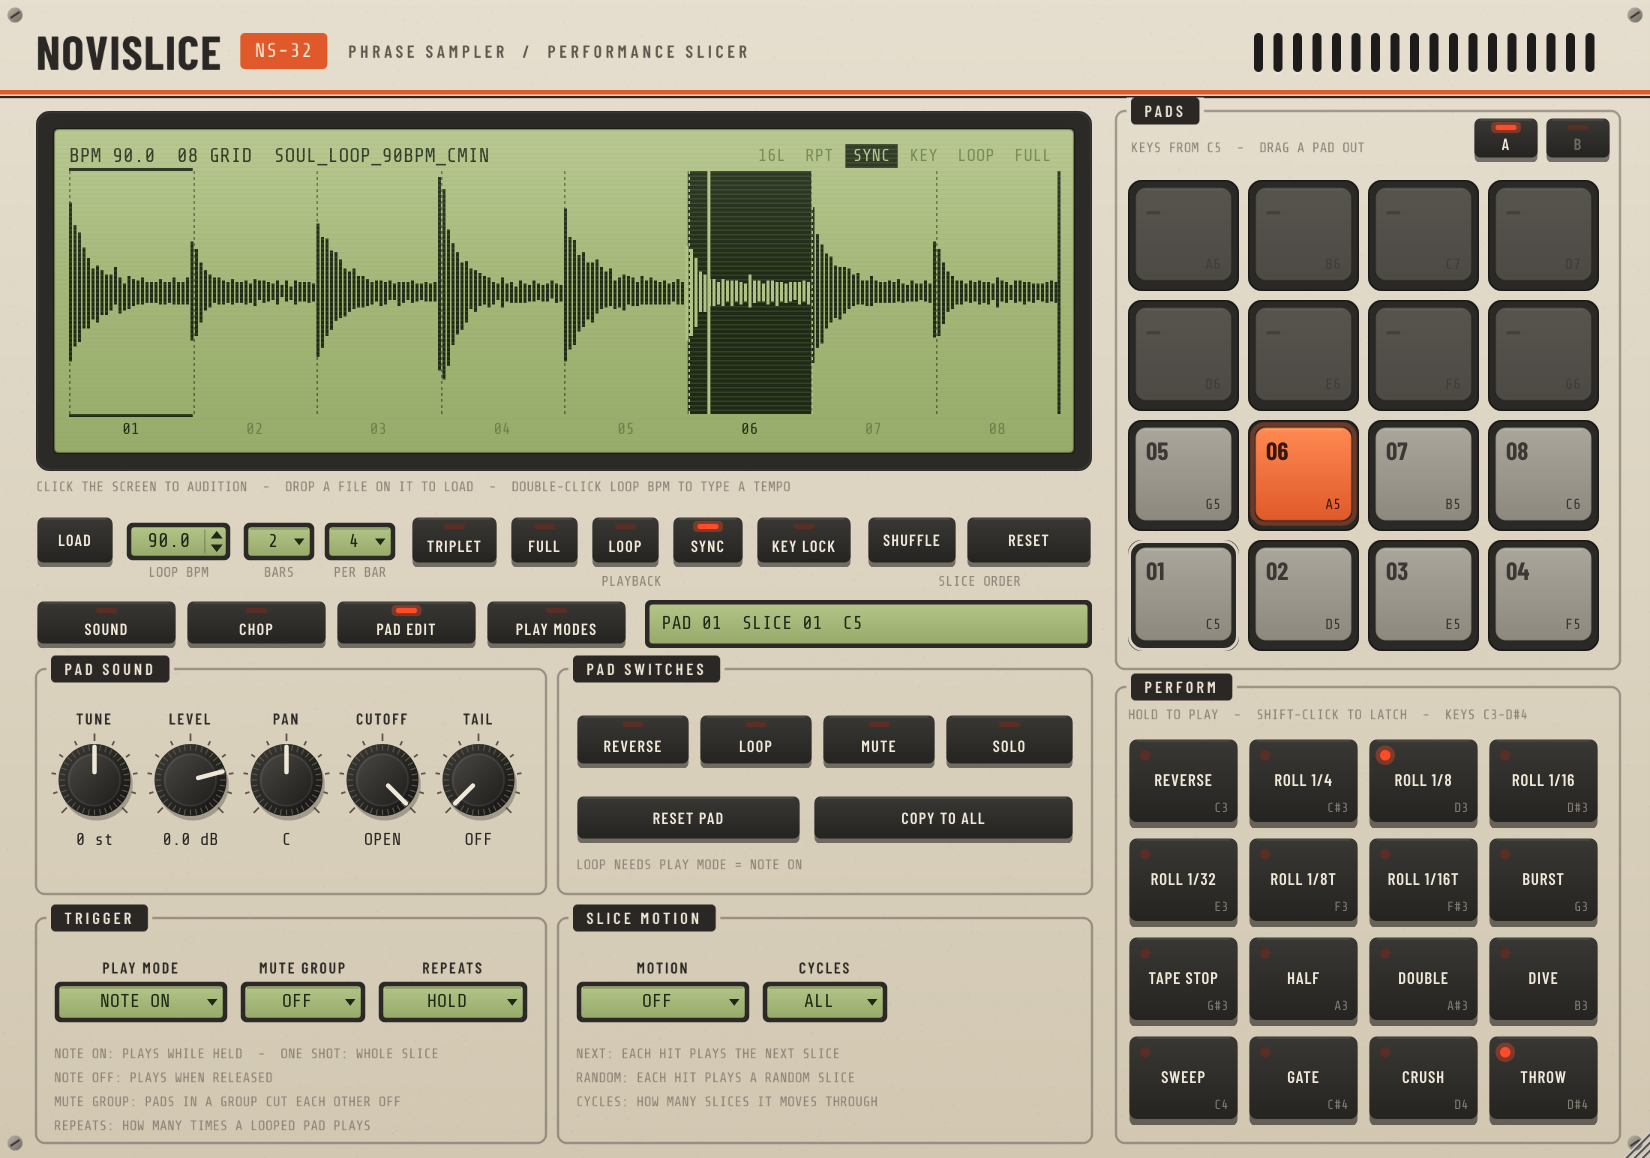 NOVISLICE NS-32 PHRASE SAMPLER / PERFORMANCE SLICER
BPM 90.0 08 GRID SOUL_LOOP_90BPM_CMIN 16L RPT SYNC KEY LOOP FULL
01 02 03 04 05 06 07 08
CLICK THE SCREEN TO AUDITION - DROP A FILE ON IT TO LOAD - DOUBLE-CLICK LOOP BPM TO TYPE A TEMPO
LOAD 90.0 2 4 TRIPLET FULL LOOP SYNC KEY LOCK SHUFFLE RESET
LOOP BPM BARS PER BAR PLAYBACK SLICE ORDER
SOUND CHOP PAD EDIT PLAY MODES PAD 01 SLICE 01 C5
PAD SOUND
TUNE LEVEL PAN CUTOFF TAIL
0 st 0.0 dB C OPEN OFF
PAD SWITCHES
REVERSE LOOP MUTE SOLO
RESET PAD COPY TO ALL
LOOP NEEDS PLAY MODE = NOTE ON
TRIGGER
PLAY MODE MUTE GROUP REPEATS
NOTE ON OFF HOLD
NOTE ON: PLAYS WHILE HELD - ONE SHOT: WHOLE SLICE
NOTE OFF: PLAYS WHEN RELEASED
MUTE GROUP: PADS IN A GROUP CUT EACH OTHER OFF
REPEATS: HOW MANY TIMES A LOOPED PAD PLAYS
SLICE MOTION
MOTION CYCLES
OFF ALL
NEXT: EACH HIT PLAYS THE NEXT SLICE
RANDOM: EACH HIT PLAYS A RANDOM SLICE
CYCLES: HOW MANY SLICES IT MOVES THROUGH
PADS
KEYS FROM C5 - DRAG A PAD OUT A B
— — — —
A6 B6 C7 D7
— — — —
D6 E6 F6 G6
05 06 07 08
G5 A5 B5 C6
01 02 03 04
C5 D5 E5 F5
PERFORM
HOLD TO PLAY - SHIFT-CLICK TO LATCH - KEYS C3-D#4
REVERSE ROLL 1/4 ROLL 1/8 ROLL 1/16
C3 C#3 D3 D#3
ROLL 1/32 ROLL 1/8T ROLL 1/16T BURST
E3 F3 F#3 G3
TAPE STOP HALF DOUBLE DIVE
G#3 A3 A#3 B3
SWEEP GATE CRUSH THROW
C4 C#4 D4 D#4